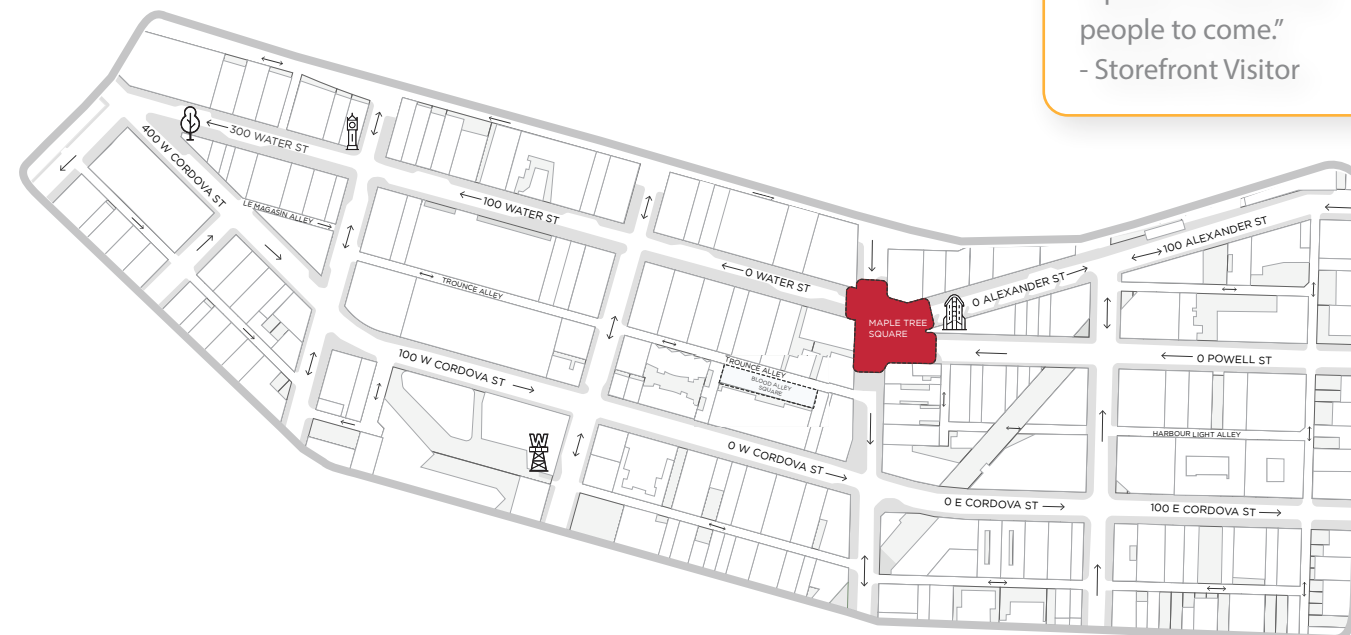 people to come."
- Storefront Visitor
300 WATER ST
400 W CORDOVA ST
LE MAGASIN ALLEY
100 WATER ST
TROUNCE ALLEY
100 W CORDOVA ST
0 WATER ST
MAPLE TREE
SQUARE
0 ALEXANDER ST
100 ALEXANDER ST
0 POWELL ST
TROUNCE ALLEY
BLOOD ALLEY
SQUARE
HARBOUR LIGHT ALLEY
W
0 W CORDOVA ST
0 E CORDOVA ST
100 E CORDOVA ST